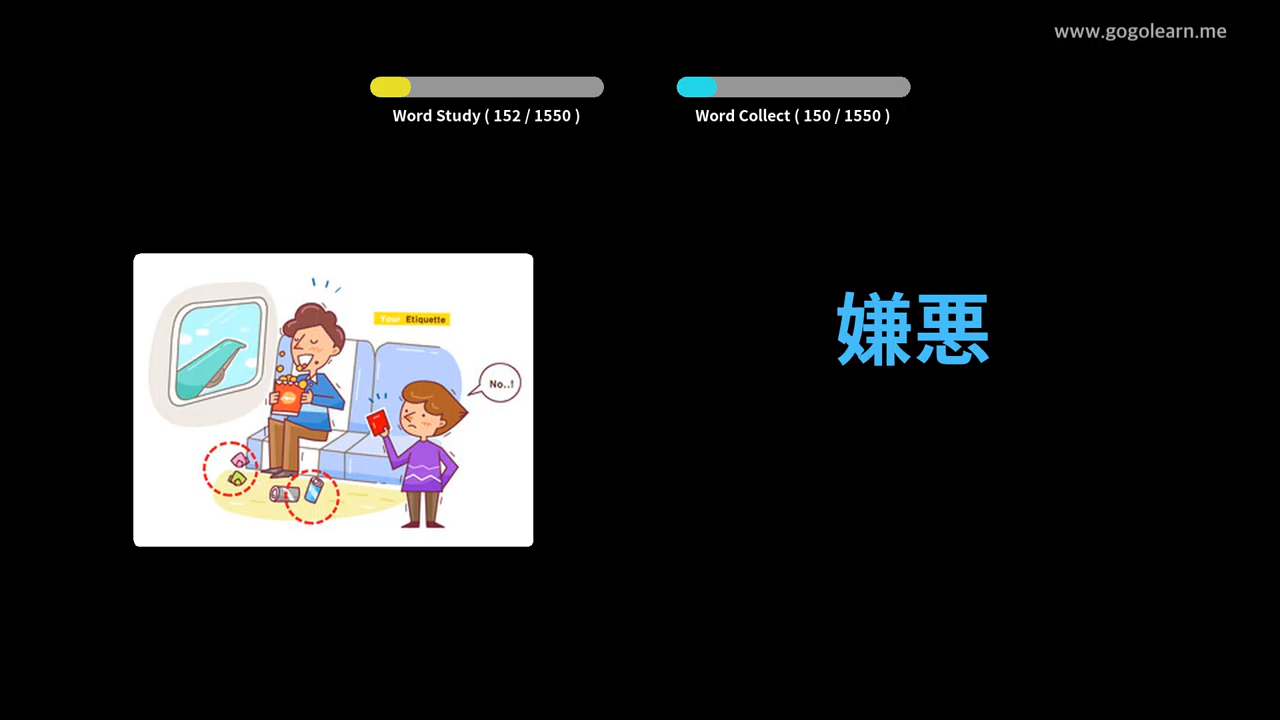 www.gogolearn.me
Word Study ( 152 / 1550 )
Word Collect ( 150 / 1550 )
Your Etiquette
No..!
嫌悪